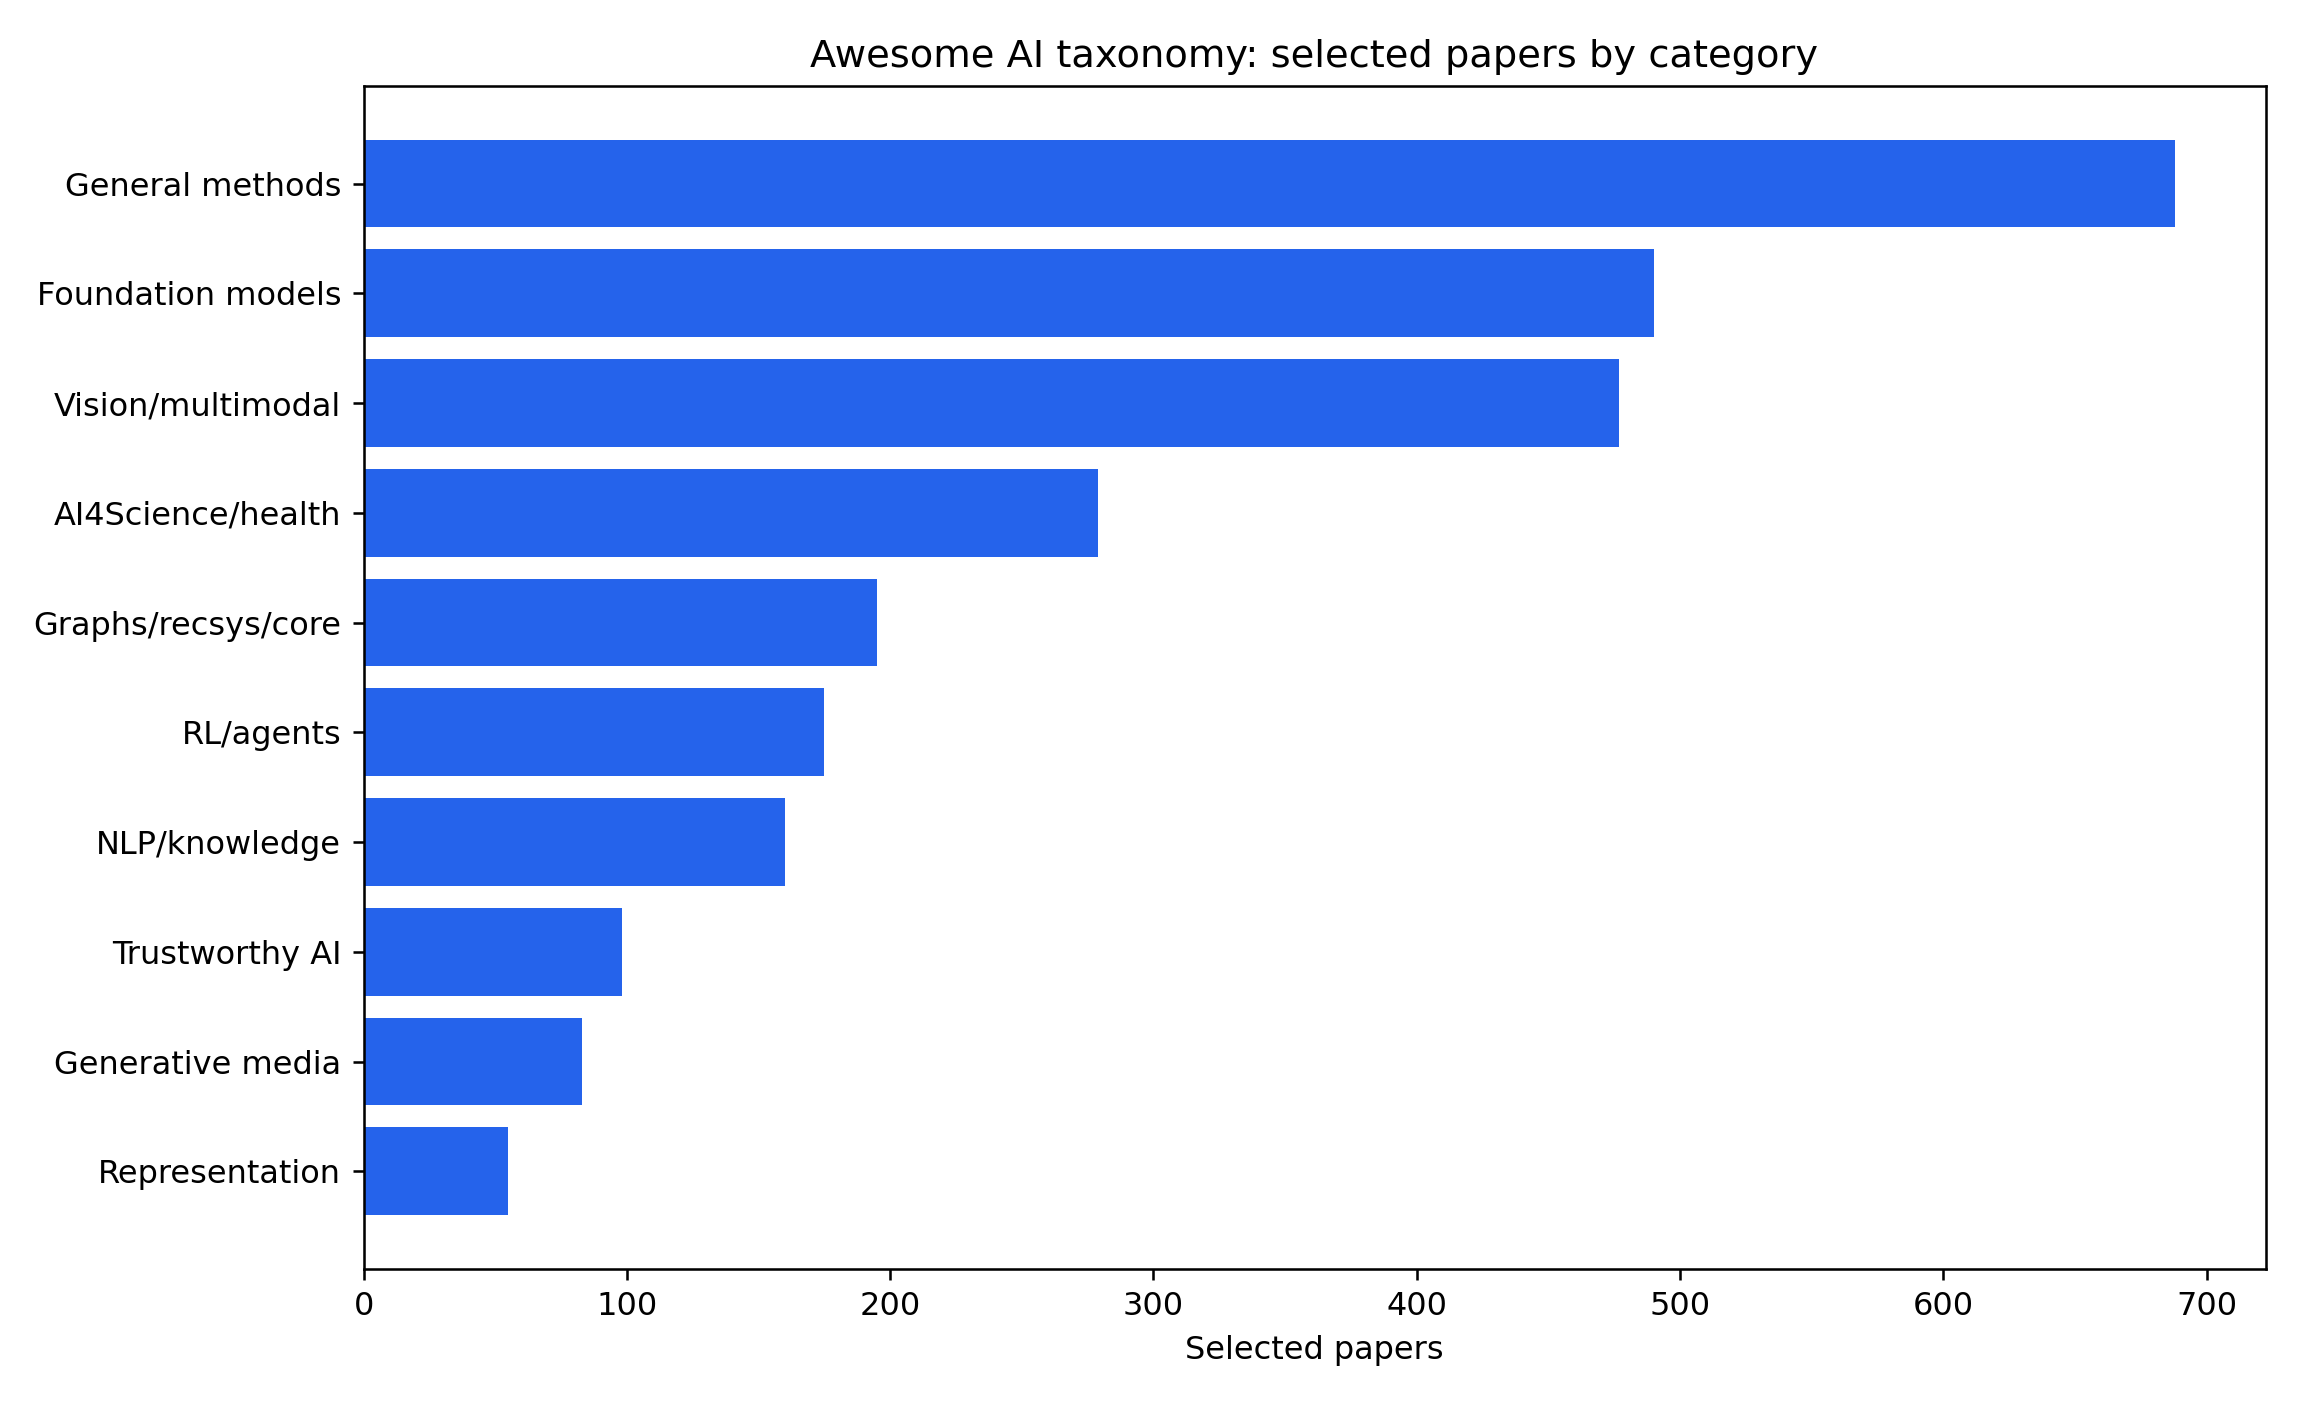 Awesome AI taxonomy: selected papers by category
General methods
Foundation models
Vision/multimodal
AI4Science/health
Graphs/recsys/core
RL/agents
NLP/knowledge
Trustworthy AI
Generative media
Representation
0 100 200 300 400 500 600 700
Selected papers